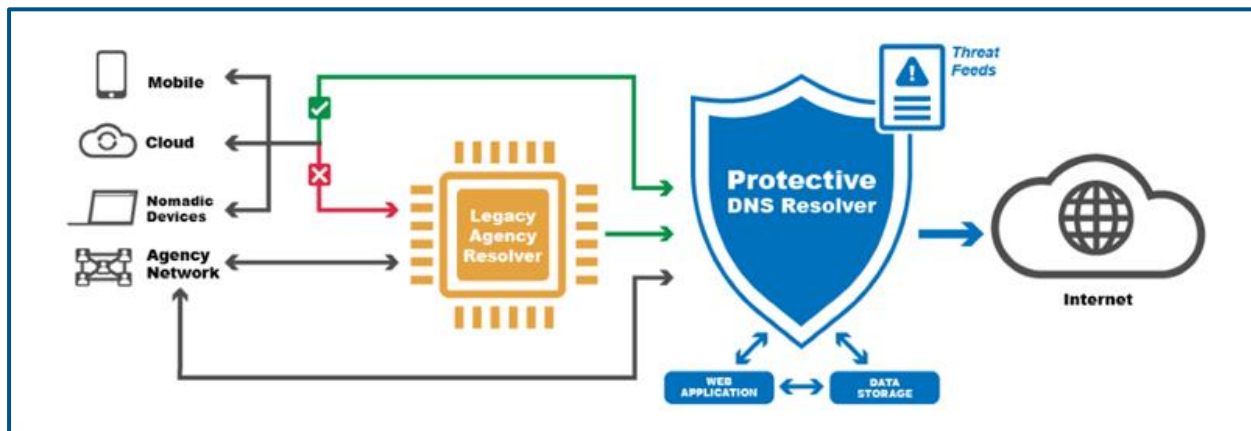 Mobile
Cloud
Nomadic
Devices
Agency
Network
Legacy
Agency
Resolver
Protective
DNS Resolver
Threat
Feeds
WEB
APPLICATION
DATA
STORAGE
Internet